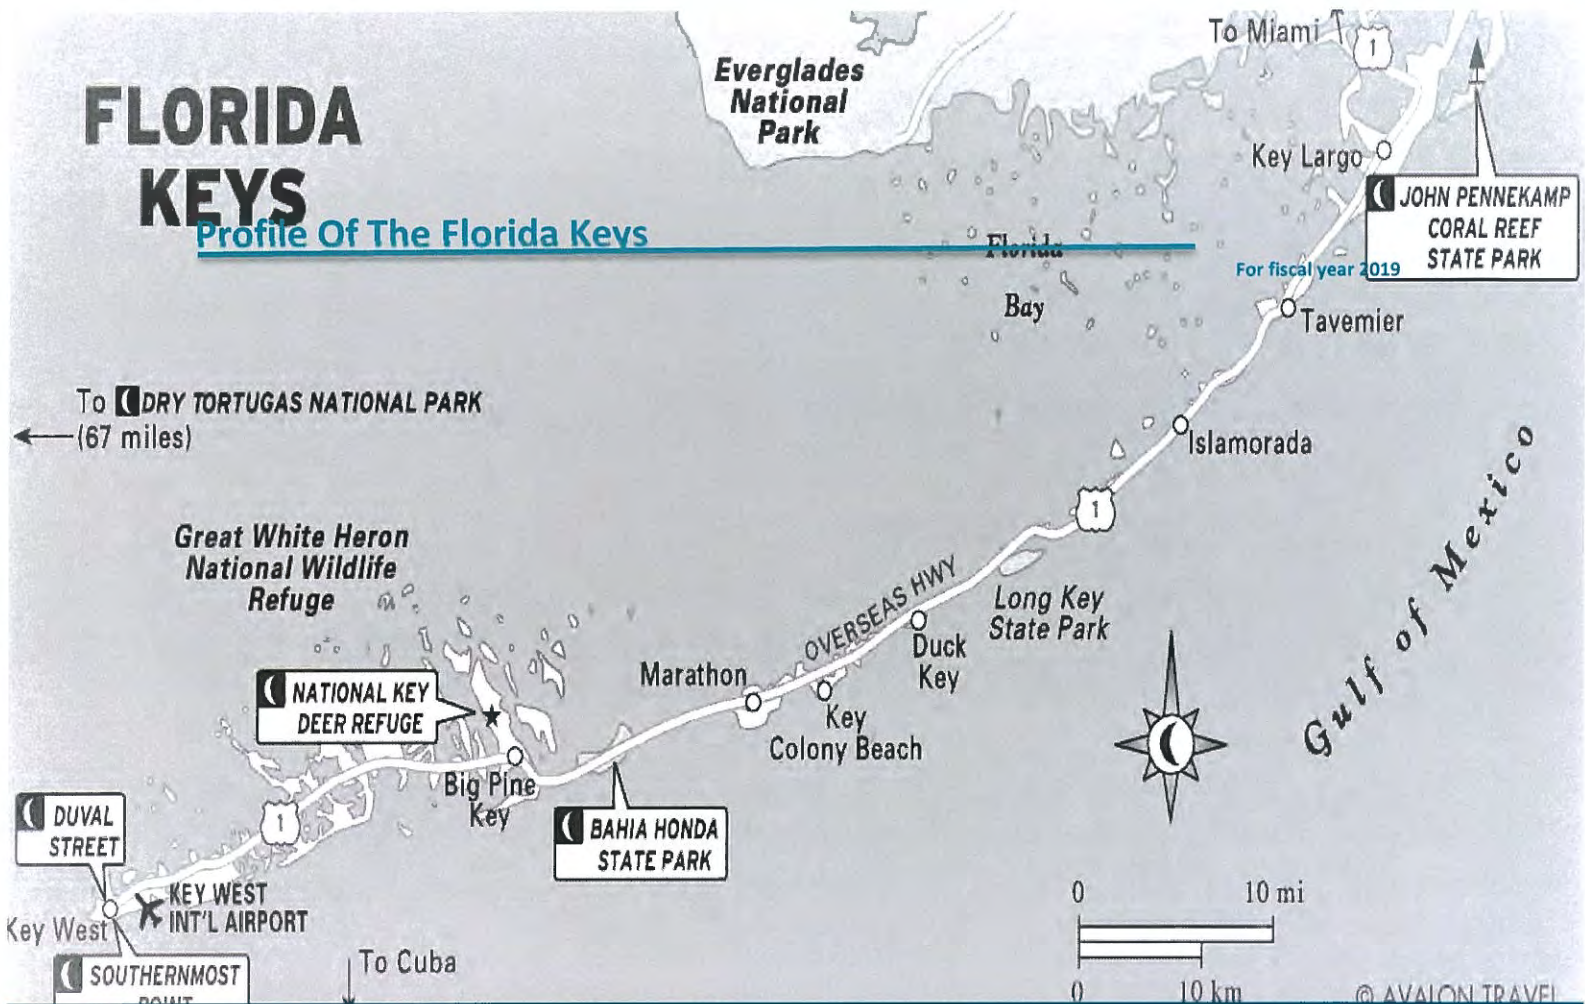 FLORIDA
KEYS
Profile Of The Florida Keys
For fiscal year 2019
To Miami
1
Everglades
National
Park
Key Largo
JOHN PENNEKAMP
CORAL REEF
STATE PARK
Florida
Bay
Tavemier
To DRY TORTUGAS NATIONAL PARK
(67 miles)
Islamorada
1
Gulf of Mexico
Great White Heron
National Wildlife
Refuge
OVERSEAS HWY
Long Key
State Park
Duck
Key
Marathon
Key
Colony Beach
NATIONAL KEY
DEER REFUGE
Big Pine
Key
BAHIA HONDA
STATE PARK
1
DUVAL
STREET
KEY WEST
INT'L AIRPORT
Key West
SOUTHERNMOST
POINT
To Cuba
0 10 mi
0 10 km
© AVALON TRAVEL